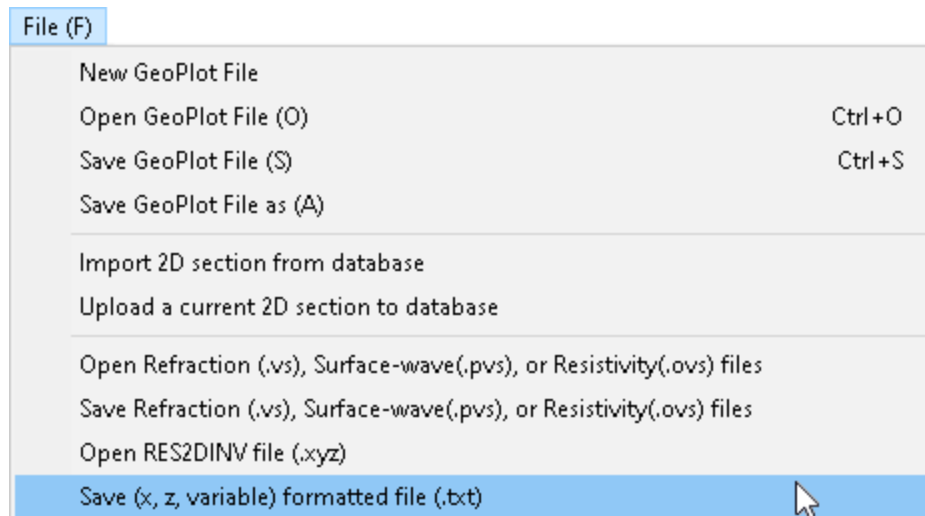 File (F)
New GeoPlot File
Open GeoPlot File (O) Ctrl+O
Save GeoPlot File (S) Ctrl+S
Save GeoPlot File as (A)
Import 2D section from database
Upload a current 2D section to database
Open Refraction (.vs), Surface-wave(.pvs), or Resistivity(.ovs) files
Save Refraction (.vs), Surface-wave(.pvs), or Resistivity(.ovs) files
Open RES2DINV file (.xyz)
Save (x, z, variable) formatted file (.txt)